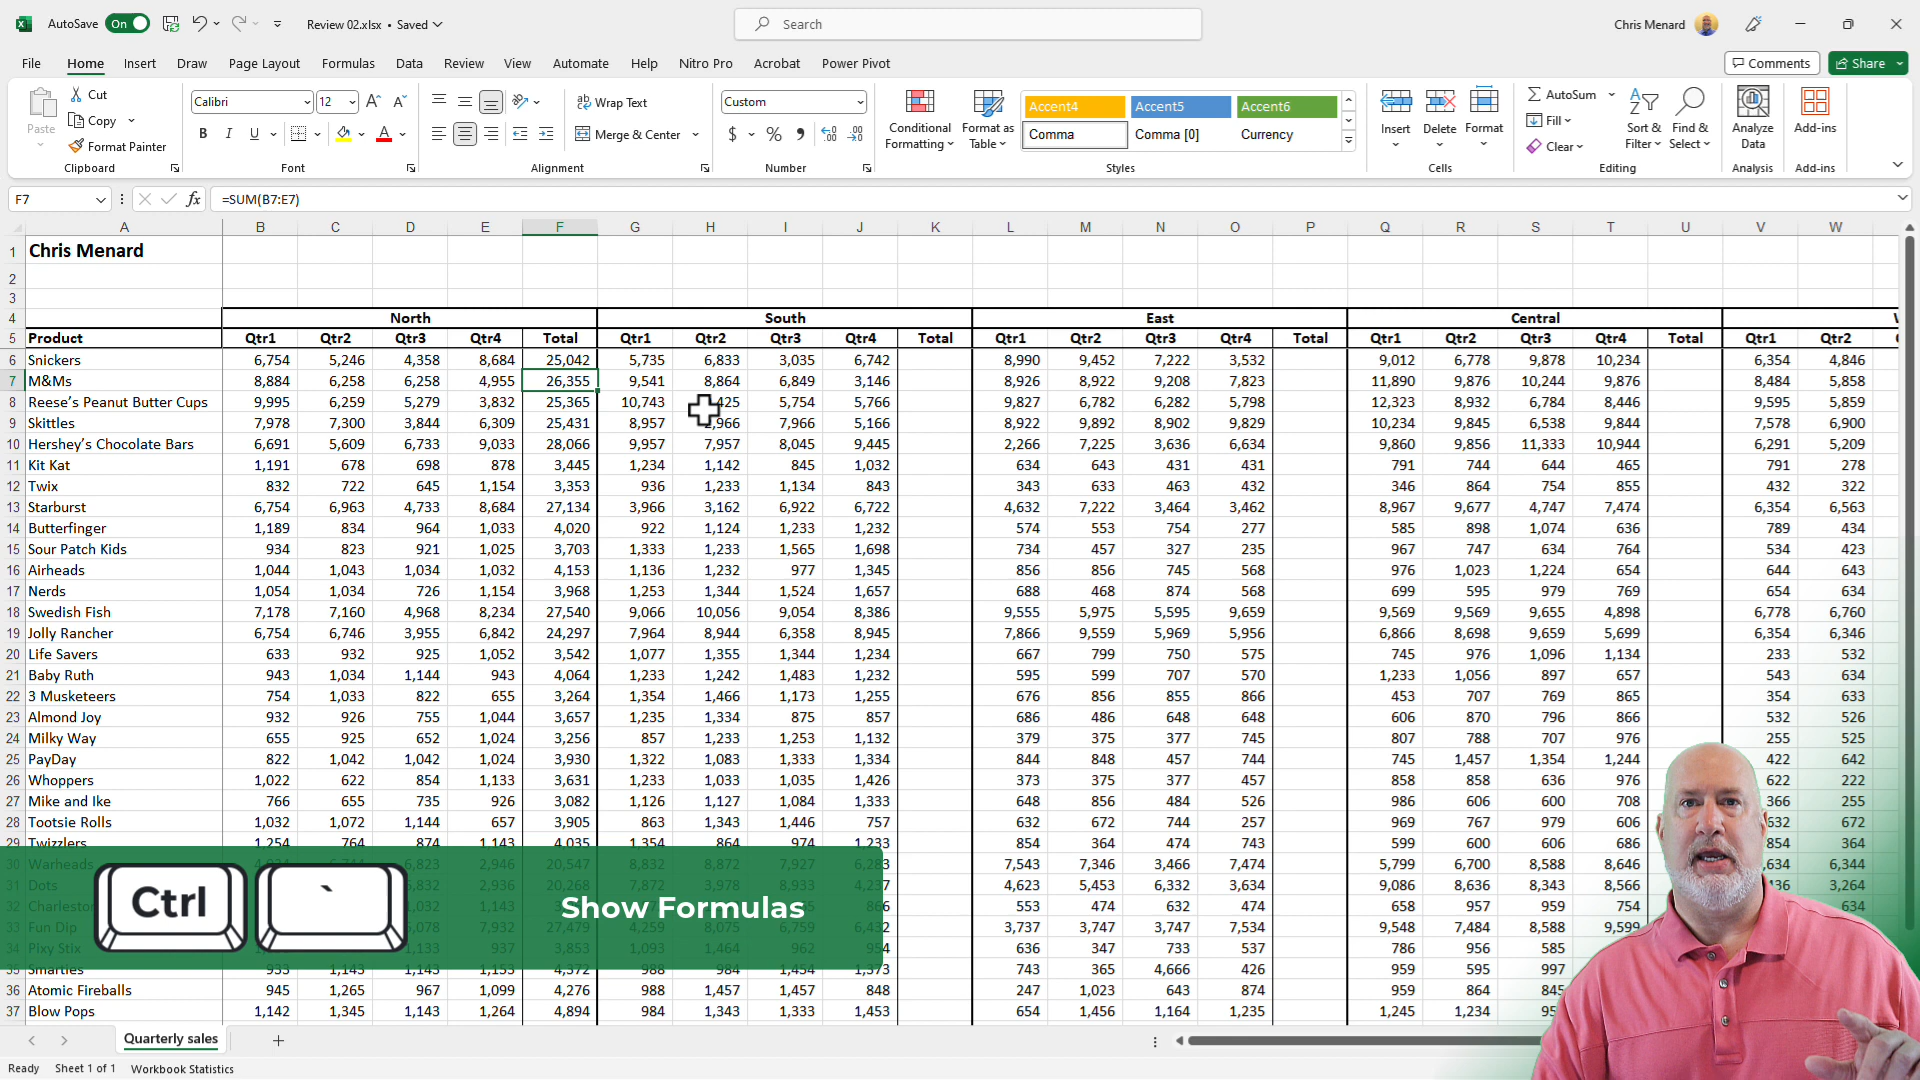 AutoSave On Review 02.xlsx • Saved Search Chris Menard
File Home Insert Draw Page Layout Formulas Data Review View Automate Help Nitro Pro Acrobat Power Pivot Comments Share
Paste Cut Copy Format Painter Clipboard
Calibri 12 B I U A Font
Wrap Text Merge & Center Alignment
Custom $ % Number
Conditional Formatting Format as Table
Accent4 Accent5 Accent6
Comma Comma [0] Currency
Styles
Insert Delete Format Cells
AutoSum Fill Clear Sort & Filter Find & Select Editing
Analyze Data Analysis Add-ins Add-ins
F7 fx =SUM(B7:E7)
A B C D E F G H I J K L M N O P Q R S T U V W
1 Chris Menard
2
3
4 North South East Central
5 Product Qtr1 Qtr2 Qtr3 Qtr4 Total Qtr1 Qtr2 Qtr3 Qtr4 Total Qtr1 Qtr2 Qtr3 Qtr4 Total Qtr1 Qtr2 Qtr3 Qtr4 Total Qtr1 Qtr2
6 Snickers 6,754 5,246 4,358 8,684 25,042 5,735 6,833 3,035 6,742 8,990 9,452 7,222 3,532 9,012 6,778 9,878 10,234 6,354 4,846
7 M&Ms 8,884 6,258 6,258 4,955 26,355 9,541 8,864 6,849 3,146 8,926 8,922 9,208 7,823 11,890 9,876 10,244 9,876 8,484 5,858
8 Reese’s Peanut Butter Cups 9,995 6,259 5,279 3,832 25,365 10,743 5,754 5,766 9,827 6,782 6,282 5,798 12,323 8,932 6,784 8,446 9,595 5,859
9 Skittles 7,978 7,300 3,844 6,309 25,431 8,957 7,966 5,166 8,922 9,892 8,902 9,829 10,234 9,845 6,538 9,844 7,578 6,900
10 Hershey’s Chocolate Bars 6,691 5,609 6,733 9,033 28,066 9,957 7,957 8,045 9,445 2,266 7,225 3,636 6,634 9,860 9,856 11,333 10,944 6,291 5,209
11 Kit Kat 1,191 678 698 878 3,445 1,234 1,142 845 1,032 634 643 431 431 791 744 644 465 791 278
12 Twix 832 722 645 1,154 3,353 936 1,233 1,134 843 343 633 463 432 346 864 754 855 432 322
13 Starburst 6,754 6,963 4,733 8,684 27,134 3,966 3,162 6,922 6,722 4,632 7,222 3,464 3,462 8,967 9,677 4,747 7,474 6,354 6,563
14 Butterfinger 1,189 834 964 1,033 4,020 922 1,124 1,233 1,232 574 553 754 277 585 898 1,074 636 789 434
15 Sour Patch Kids 934 823 921 1,025 3,703 1,333 1,233 1,565 1,698 734 457 327 235 967 747 634 764 534 423
16 Airheads 1,044 1,043 1,034 1,032 4,153 1,136 1,232 977 1,345 856 856 745 568 976 1,023 1,224 654 644 643
17 Nerds 1,054 1,034 726 1,154 3,968 1,253 1,344 1,524 1,657 688 468 874 568 699 595 979 769 654 634
18 Swedish Fish 7,178 7,160 4,968 8,234 27,540 9,066 10,056 9,054 8,386 9,555 5,975 5,595 9,659 9,569 9,569 9,655 4,898 6,778 6,760
19 Jolly Rancher 6,754 6,746 3,955 6,842 24,297 7,964 8,944 6,358 8,945 7,866 9,559 5,969 5,956 6,866 8,698 9,659 5,699 6,354 6,346
20 Life Savers 633 932 925 1,052 3,542 1,077 1,355 1,344 1,234 667 799 750 575 745 976 1,096 1,134 233 532
21 Baby Ruth 943 1,034 1,144 943 4,064 1,233 1,242 1,483 1,232 595 599 707 570 1,233 1,056 897 657 543 634
22 3 Musketeers 754 1,033 822 655 3,264 1,354 1,466 1,173 1,255 676 856 855 866 453 707 769 865 354 633
23 Almond Joy 932 926 755 1,044 3,657 1,235 1,334 875 857 686 486 648 648 606 870 796 866 532 526
24 Milky Way 655 925 652 1,024 3,256 857 1,233 1,253 1,132 379 375 377 745 807 788 707 976 255 525
25 PayDay 822 1,042 1,042 1,024 3,930 1,322 1,083 1,333 1,334 844 848 457 744 745 1,457 1,354 1,244 422 642
26 Whoppers 1,022 622 854 1,133 3,631 1,233 1,033 1,035 1,426 373 375 377 457 858 858 636 976 622 222
27 Mike and Ike 766 655 735 926 3,082 1,126 1,127 1,084 1,333 648 856 484 526 986 606 600 708 366 255
28 Tootsie Rolls 1,032 1,072 1,144 657 3,905 863 1,343 1,446 757 632 672 744 257 969 767 979 606 632 672
29 Twizzlers 1,254 764 874 1,143 4,035 1,354 864 974 1,233 854 364 474 743 599 600 606 686 854 364
30 Warheads 6,823 2,946 20,547 8,832 8,872 7,927 6,283 7,543 7,346 3,466 7,474 5,799 6,700 8,588 8,646 6,344
31 Dots 2,936 20,268 7,872 3,978 8,933 4,237 4,623 5,453 6,332 3,634 9,086 8,636 8,343 8,566 3,264
32 553 474 632 474 658 957 959 754 634
33 Fun Dip 7,932 27,479 4,259 8,075 6,759 6,432 3,737 3,747 3,747 7,534 9,548 7,484 8,588 9,599
34 Pixy Stix 1,133 937 3,853 1,093 1,464 962 954 636 347 733 537 786 956 585
35 Smarties 933 1,143 1,143 1,153 4,372 988 984 1,454 1,373 743 365 4,666 426 959 595 997
36 Atomic Fireballs 945 1,265 967 1,099 4,276 988 1,457 1,457 848 247 1,023 643 874 959 864 845
37 Blow Pops 1,142 1,345 1,143 1,264 4,894 984 1,343 1,333 1,453 654 1,456 1,164 1,235 1,245 1,234
Ctrl ` Show Formulas
Quarterly sales
Ready Sheet 1 of 1 Workbook Statistics